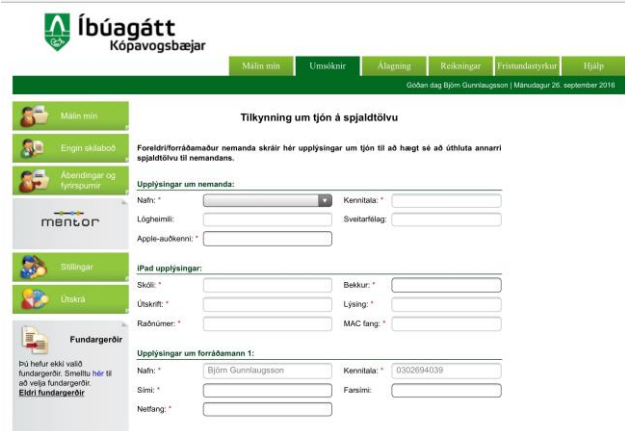 Íbúagátt
Kópavogsbæjar
Málin mín
Umsóknir
Álagning
Reikningar
Frístundastyrkur
Hjálp
Góðan dag Björn Gunnlaugsson | Mánudagur 26. september 2016
Málin mín
Engin skilaboð
Ábendingar og
fyrirspurnir
mentor
Stillingar
Útskrá
Fundargerðir
Þú hefur ekki valið
fundargerðir. Smelltu hér til
að velja fundargerðir.
Eldri fundargerðir
Tilkynning um tjón á spjaldtölvu
Foreldri/forráðamaður nemanda skráir hér upplýsingar um tjón til að hægt sé að úthluta annarri
spjaldtölvu til nemandans.
Upplýsingar um nemanda:
Nafn: * Kennitala: *
Lögheimili: Sveitarfélag:
Apple-auðkenni: *
iPad upplýsingar:
Skóli: * Bekkur: *
Útskrift: * Lýsing: *
Raðnúmer: * MAC fang: *
Upplýsingar um forráðamann 1:
Nafn: * Björn Gunnlaugsson Kennitala: * 0302694039
Sími: * Farsími:
Netfang: *